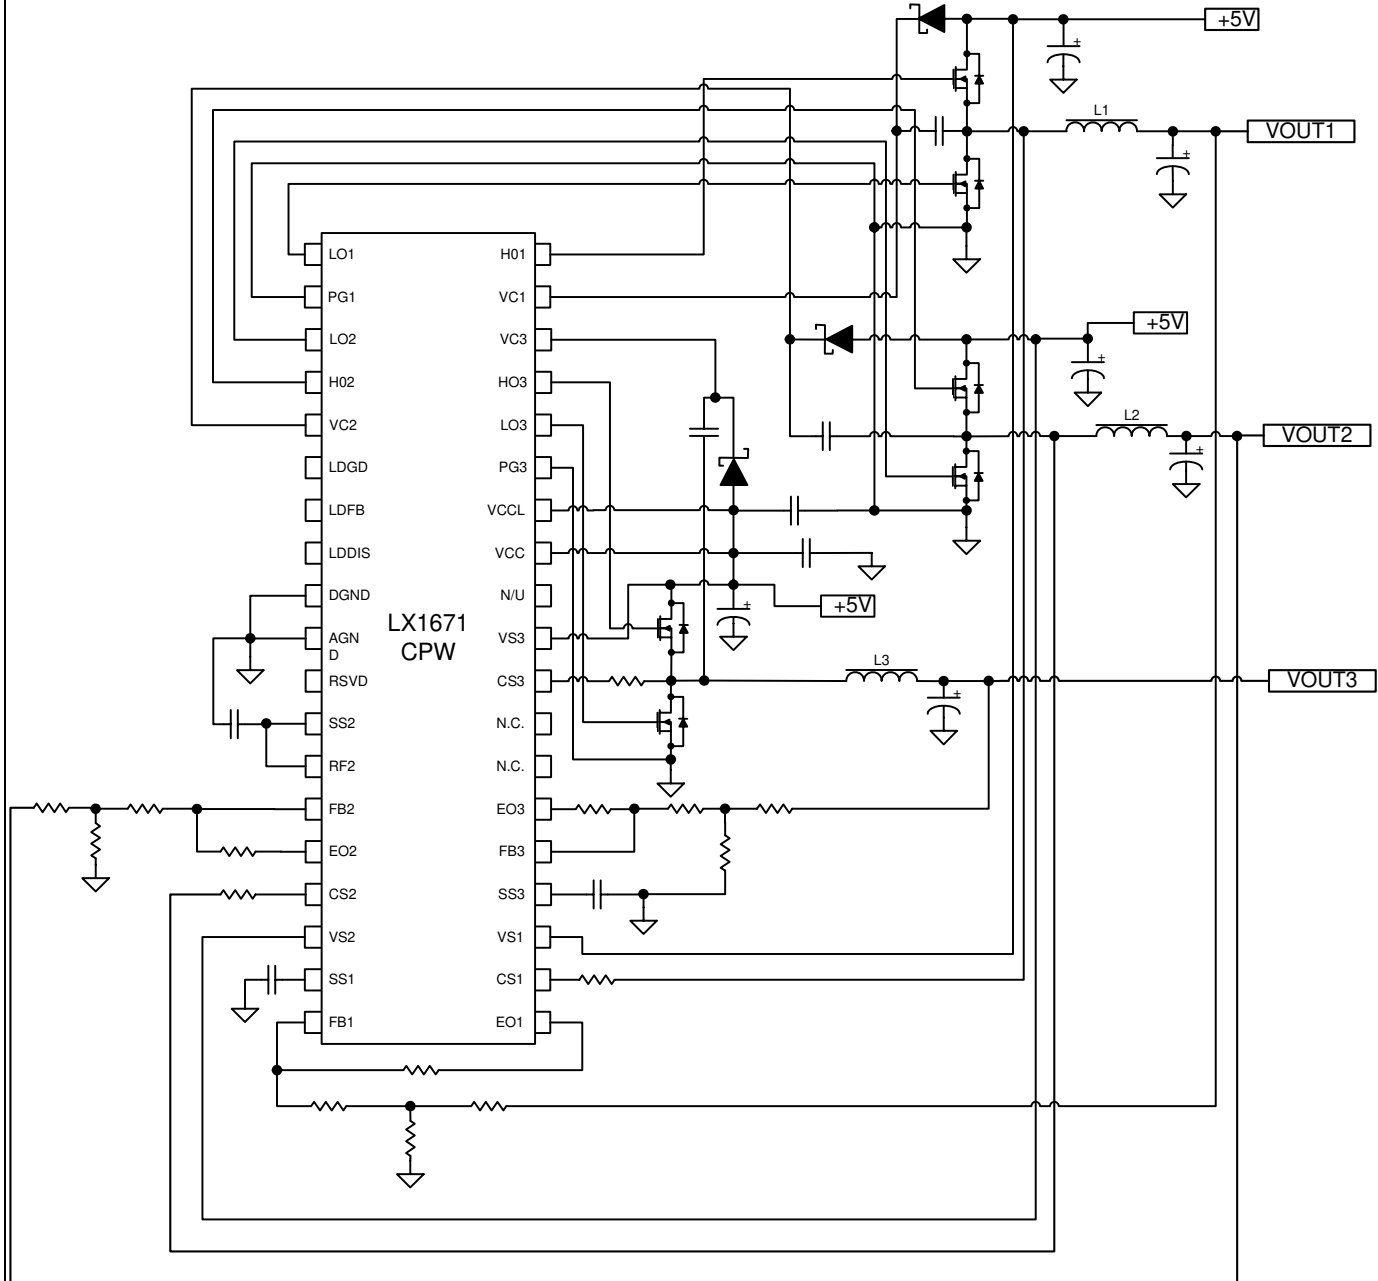 +5V
+
L1
VOUT1
+
LO1
H01
PG1
VC1
LO2
VC3
+5V
H02
HO3
+
VC2
LO3
L2
VOUT2
+
LDGD
PG3
LDFB
VCCL
LDDIS
VCC
DGND
N/U
+5V
+
LX1671
CPW
AGN
D
VS3
RSVD
CS3
L3
VOUT3
+
SS2
N.C.
RF2
N.C.
FB2
EO3
EO2
FB3
CS2
SS3
VS2
VS1
SS1
CS1
FB1
EO1